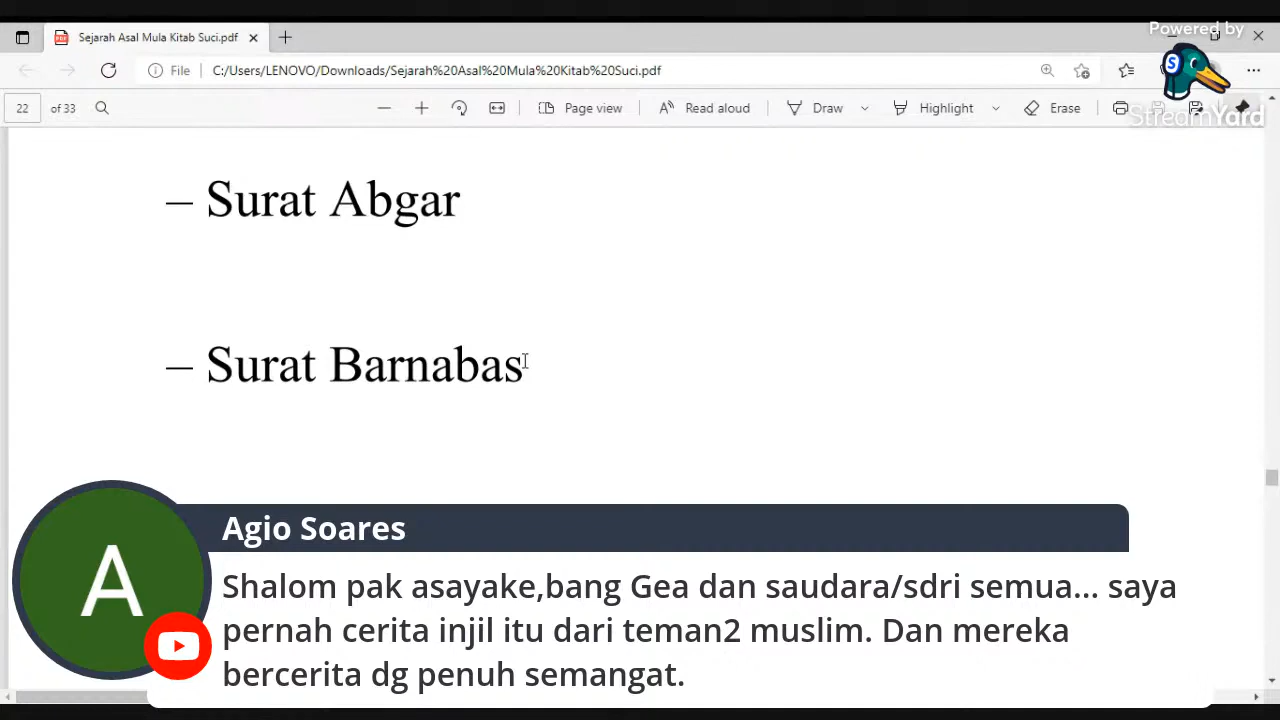 Powered by
Sejarah Asal Mula Kitab Suci.pdf
File C:/Users/LENOVO/Downloads/Sejarah%20Asal%20Mula%20Kitab%20Suci.pdf
22 of 33 Page view Read aloud Draw Highlight Erase
StreamYard
– Surat Abgar
– Surat Barnabas
A
Agio Soares
Shalom pak asayake,bang Gea dan saudara/sdri semua... saya
pernah cerita injil itu dari teman2 muslim. Dan mereka
bercerita dg penuh semangat.